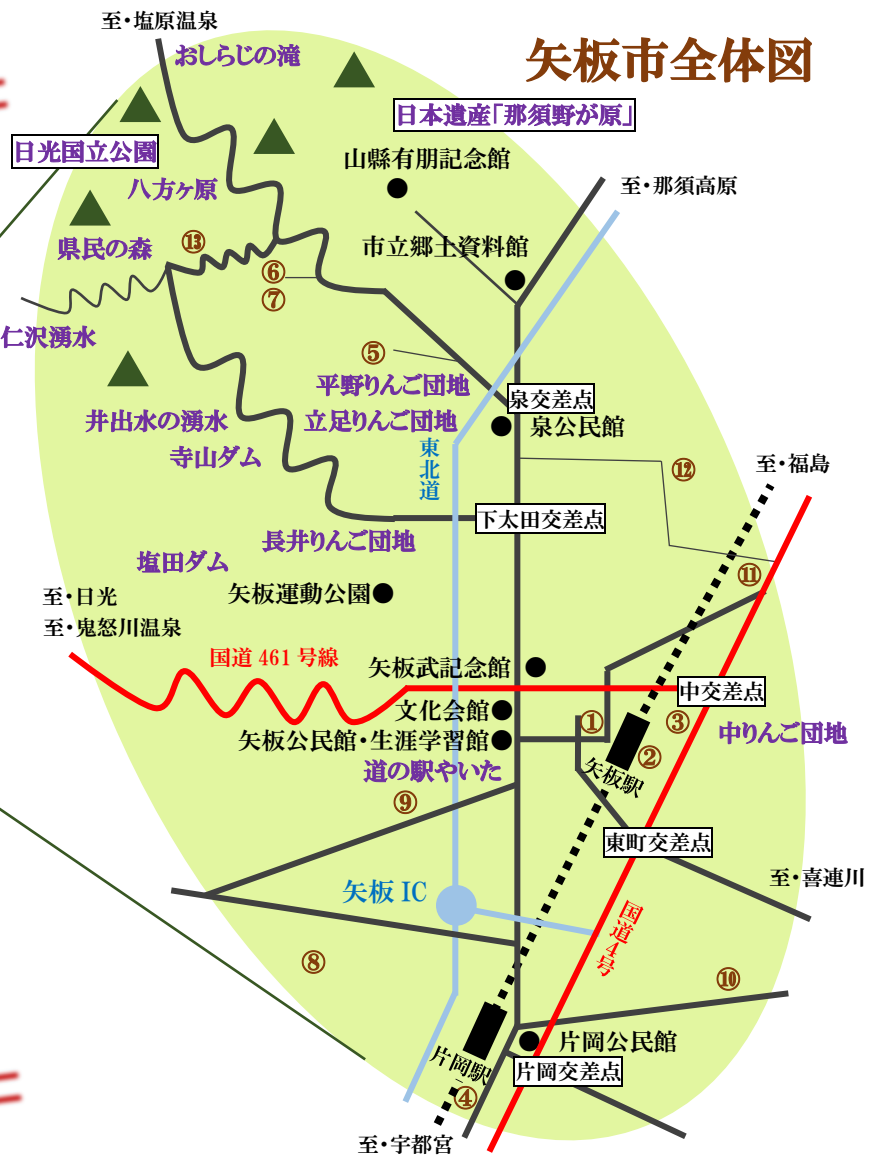 至・塩原温泉
おしらじの滝
矢板市全体図
日本遺産「那須野が原」
日光国立公園
山縣有朋記念館
八方ヶ原
至・那須高原
県民の森
⑬
市立郷土資料館
⑥
⑦
仁沢湧水
⑤
平野りんご団地
泉交差点
井出水の湧水
立足りんご団地
泉公民館
東北道
寺山ダム
⑫
至・福島
下太田交差点
長井りんご団地
塩田ダム
⑪
至・日光
矢板運動公園
至・鬼怒川温泉
国道 461 号線
矢板武記念館
中交差点
文化会館
①
③
中りんご団地
矢板公民館・生涯学習館
②
道の駅やいた
矢板駅
⑨
東町交差点
至・喜連川
矢板 IC
国道4号
⑧
⑩
片岡公民館
片岡駅
片岡交差点
④
至・宇都宮